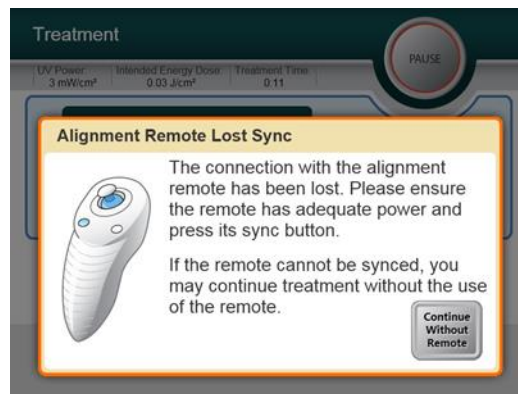 Treatment
PAUSE
UV Power: Intended Energy Dose: Treatment Time:
3 mW/cm² 0.03 J/cm² 0.11
Alignment Remote Lost Sync
The connection with the alignment
remote has been lost. Please ensure
the remote has adequate power and
press its sync button.
If the remote cannot be synced, you
may continue treatment without the use
of the remote.
Continue
Without
Remote